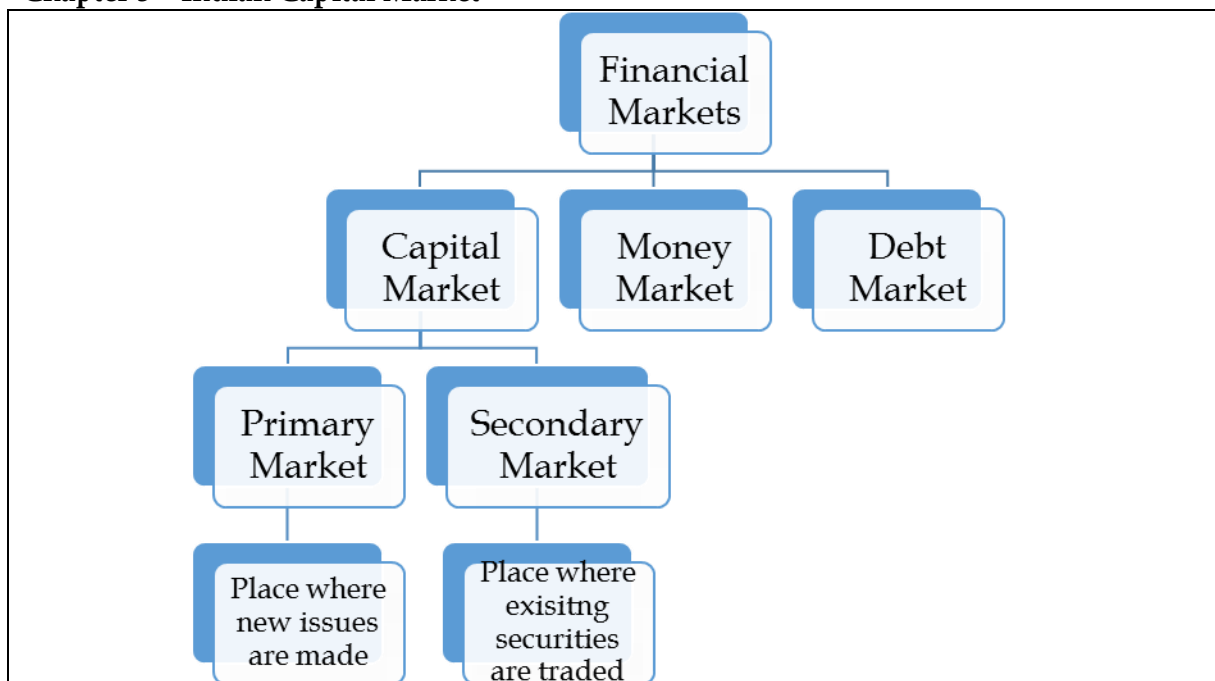 Financial
Markets
Capital
Market
Money
Market
Debt
Market
Primary
Market
Secondary
Market
Place where
new issues
are made
Place where
exisitng
securities
are traded